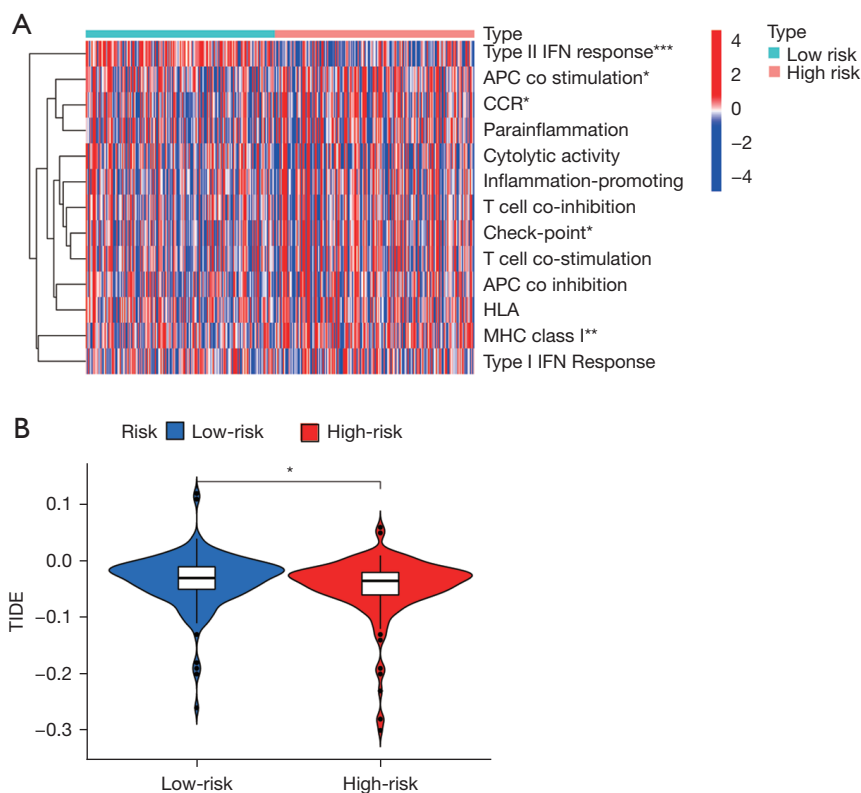 A
Type
Type II IFN response***
APC co stimulation*
CCR*
Parainflammation
Cytolytic activity
Inflammation-promoting
T cell co-inhibition
Check-point*
T cell co-stimulation
APC co inhibition
HLA
MHC class I**
Type I IFN Response
4
2
0
−2
−4
Type
Low risk
High risk
B
Risk Low-risk High-risk
*
TIDE
0.1
0.0
−0.1
−0.2
−0.3
Low-risk High-risk